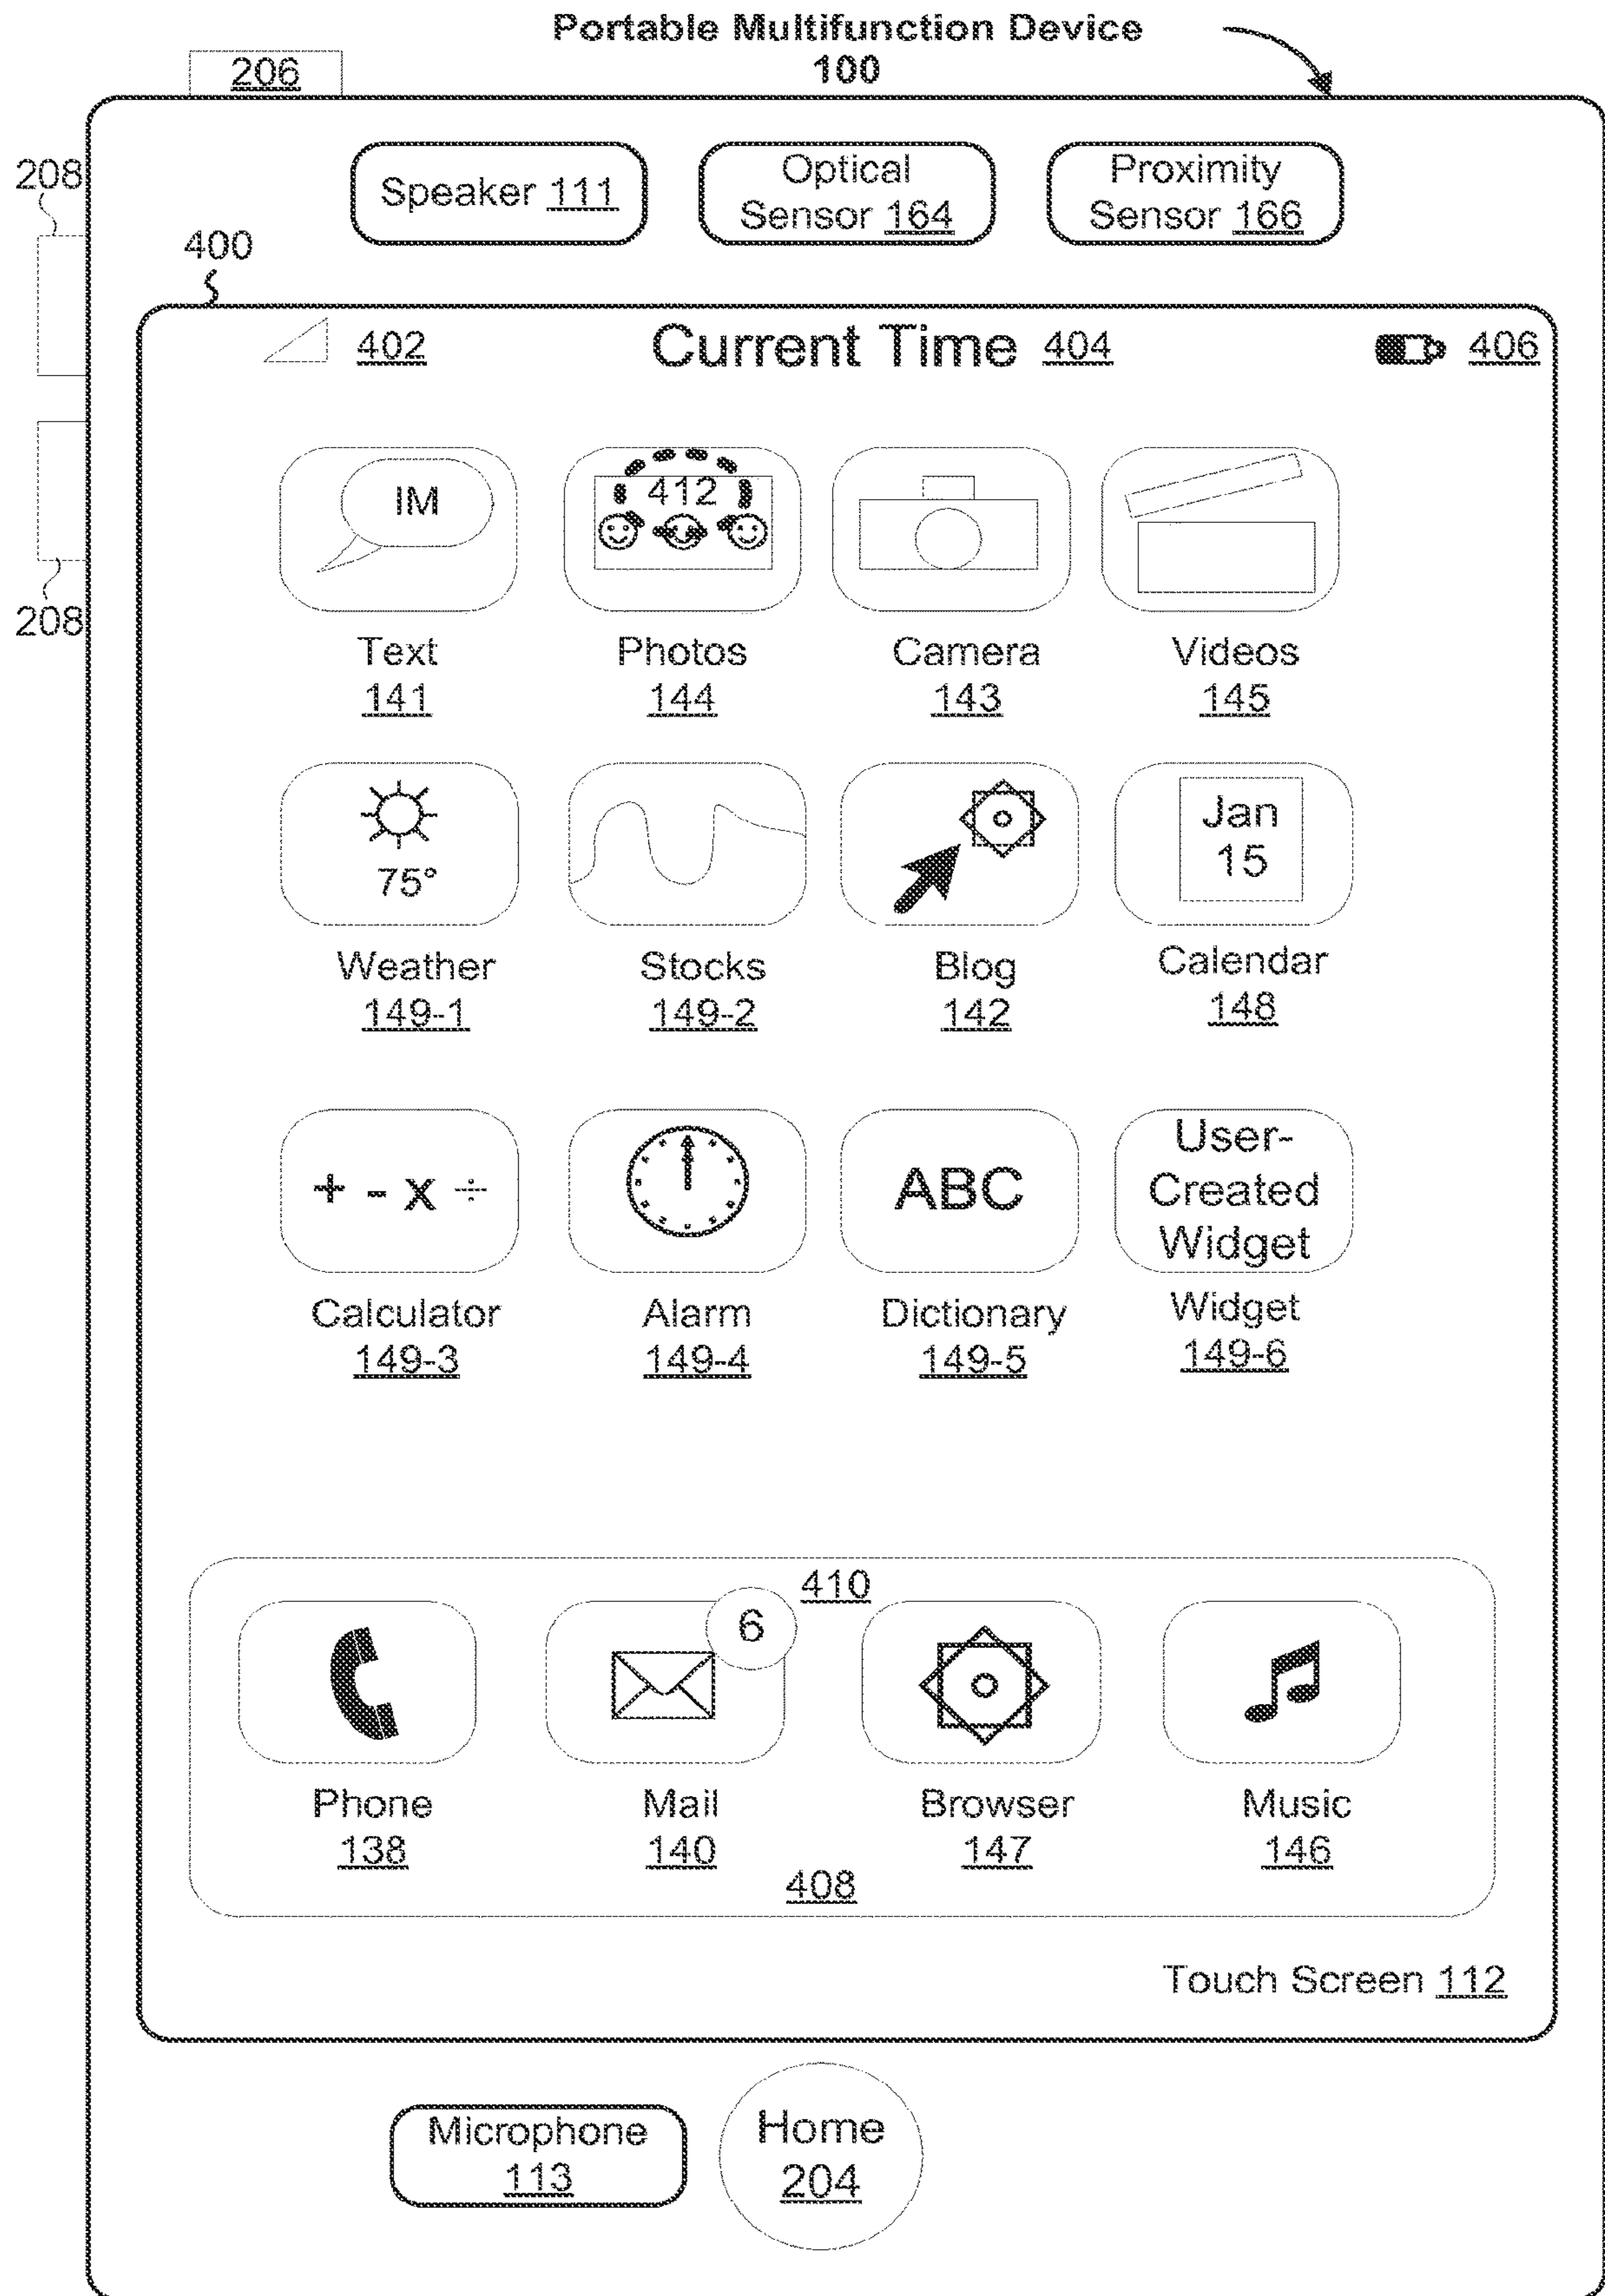 Portable Multifunction Device
100
206
208
Speaker 111
Optical
Sensor 164
Proximity
Sensor 166
400
402
Current Time 404
406
IM
412
208
Text
141
Photos
144
Camera
143
Videos
145
75°
Jan
15
Weather
149-1
Stocks
149-2
Blog
142
Calendar
148
+ - x ÷
ABC
User-
Created
Widget
Calculator
149-3
Alarm
149-4
Dictionary
149-5
Widget
149-6
410
6
Phone
138
Mail
140
Browser
147
Music
146
408
Touch Screen 112
Microphone
113
Home
204